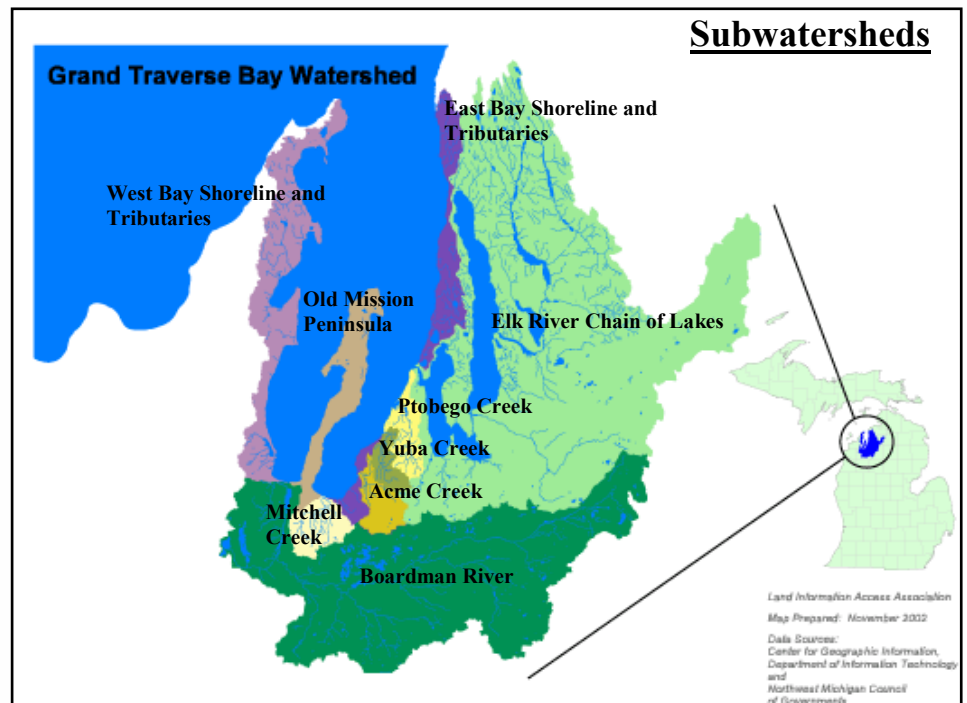 Subwatersheds
Grand Traverse Bay Watershed
East Bay Shoreline and
Tributaries
West Bay Shoreline and
Tributaries
Old Mission
Peninsula
Elk River Chain of Lakes
Ptobego Creek
Yuba Creek
Acme Creek
Mitchell
Creek
Boardman River
Land Information Access Association
Map Prepared: November 2002
Data Sources:
Center for Geographic Information,
Department of Information Technology
and
Northwest Michigan Council
of Governments